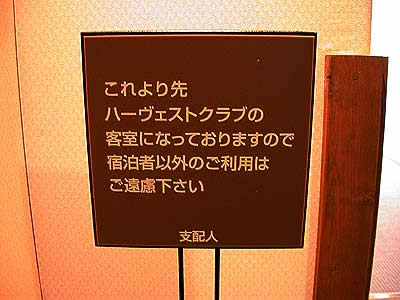 これより先
ハーヴェストクラブの
客室になっておりますので
宿泊者以外のご利用は
ご遠慮下さい
支配人